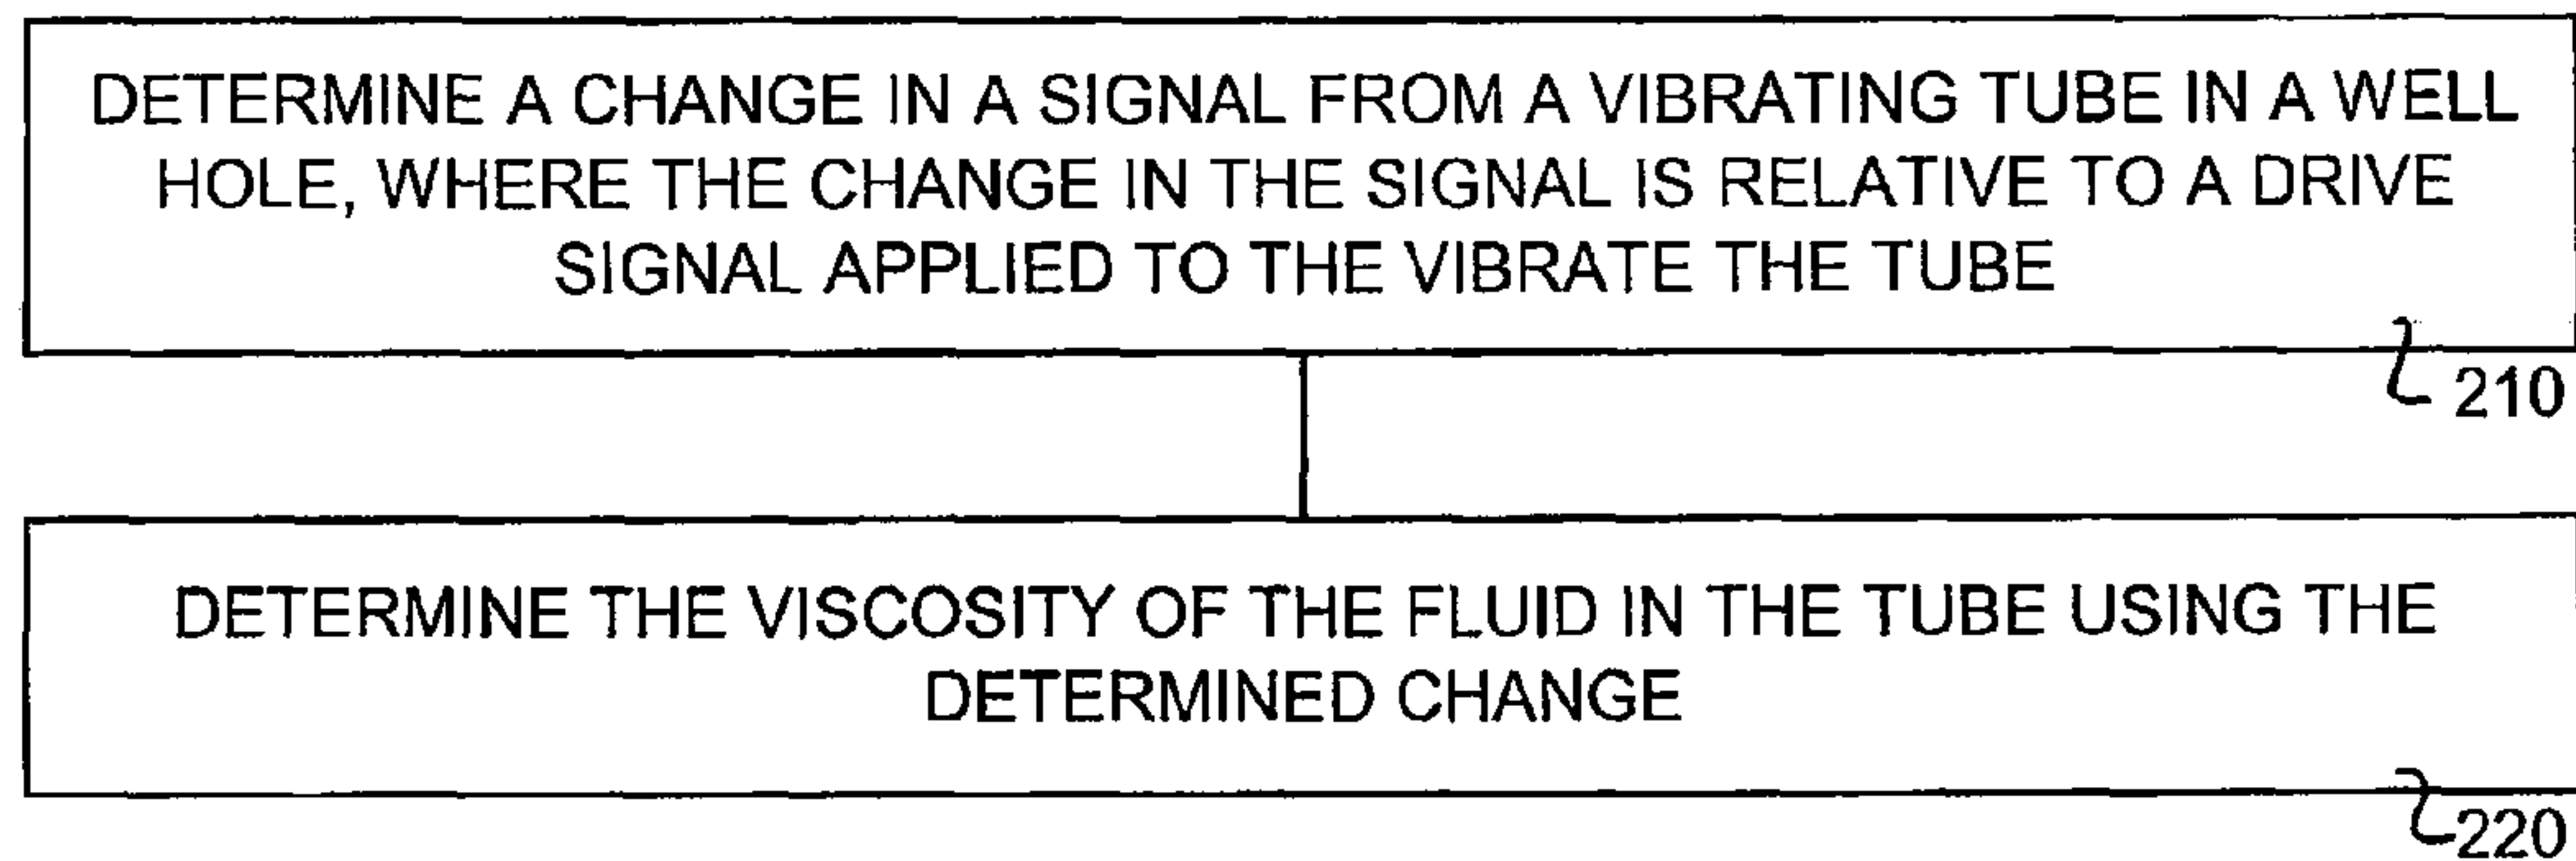 DETERMINE A CHANGE IN A SIGNAL FROM A VIBRATING TUBE IN A WELL
HOLE, WHERE THE CHANGE IN THE SIGNAL IS RELATIVE TO A DRIVE
SIGNAL APPLIED TO THE VIBRATE THE TUBE
210
DETERMINE THE VISCOSITY OF THE FLUID IN THE TUBE USING THE
DETERMINED CHANGE
220